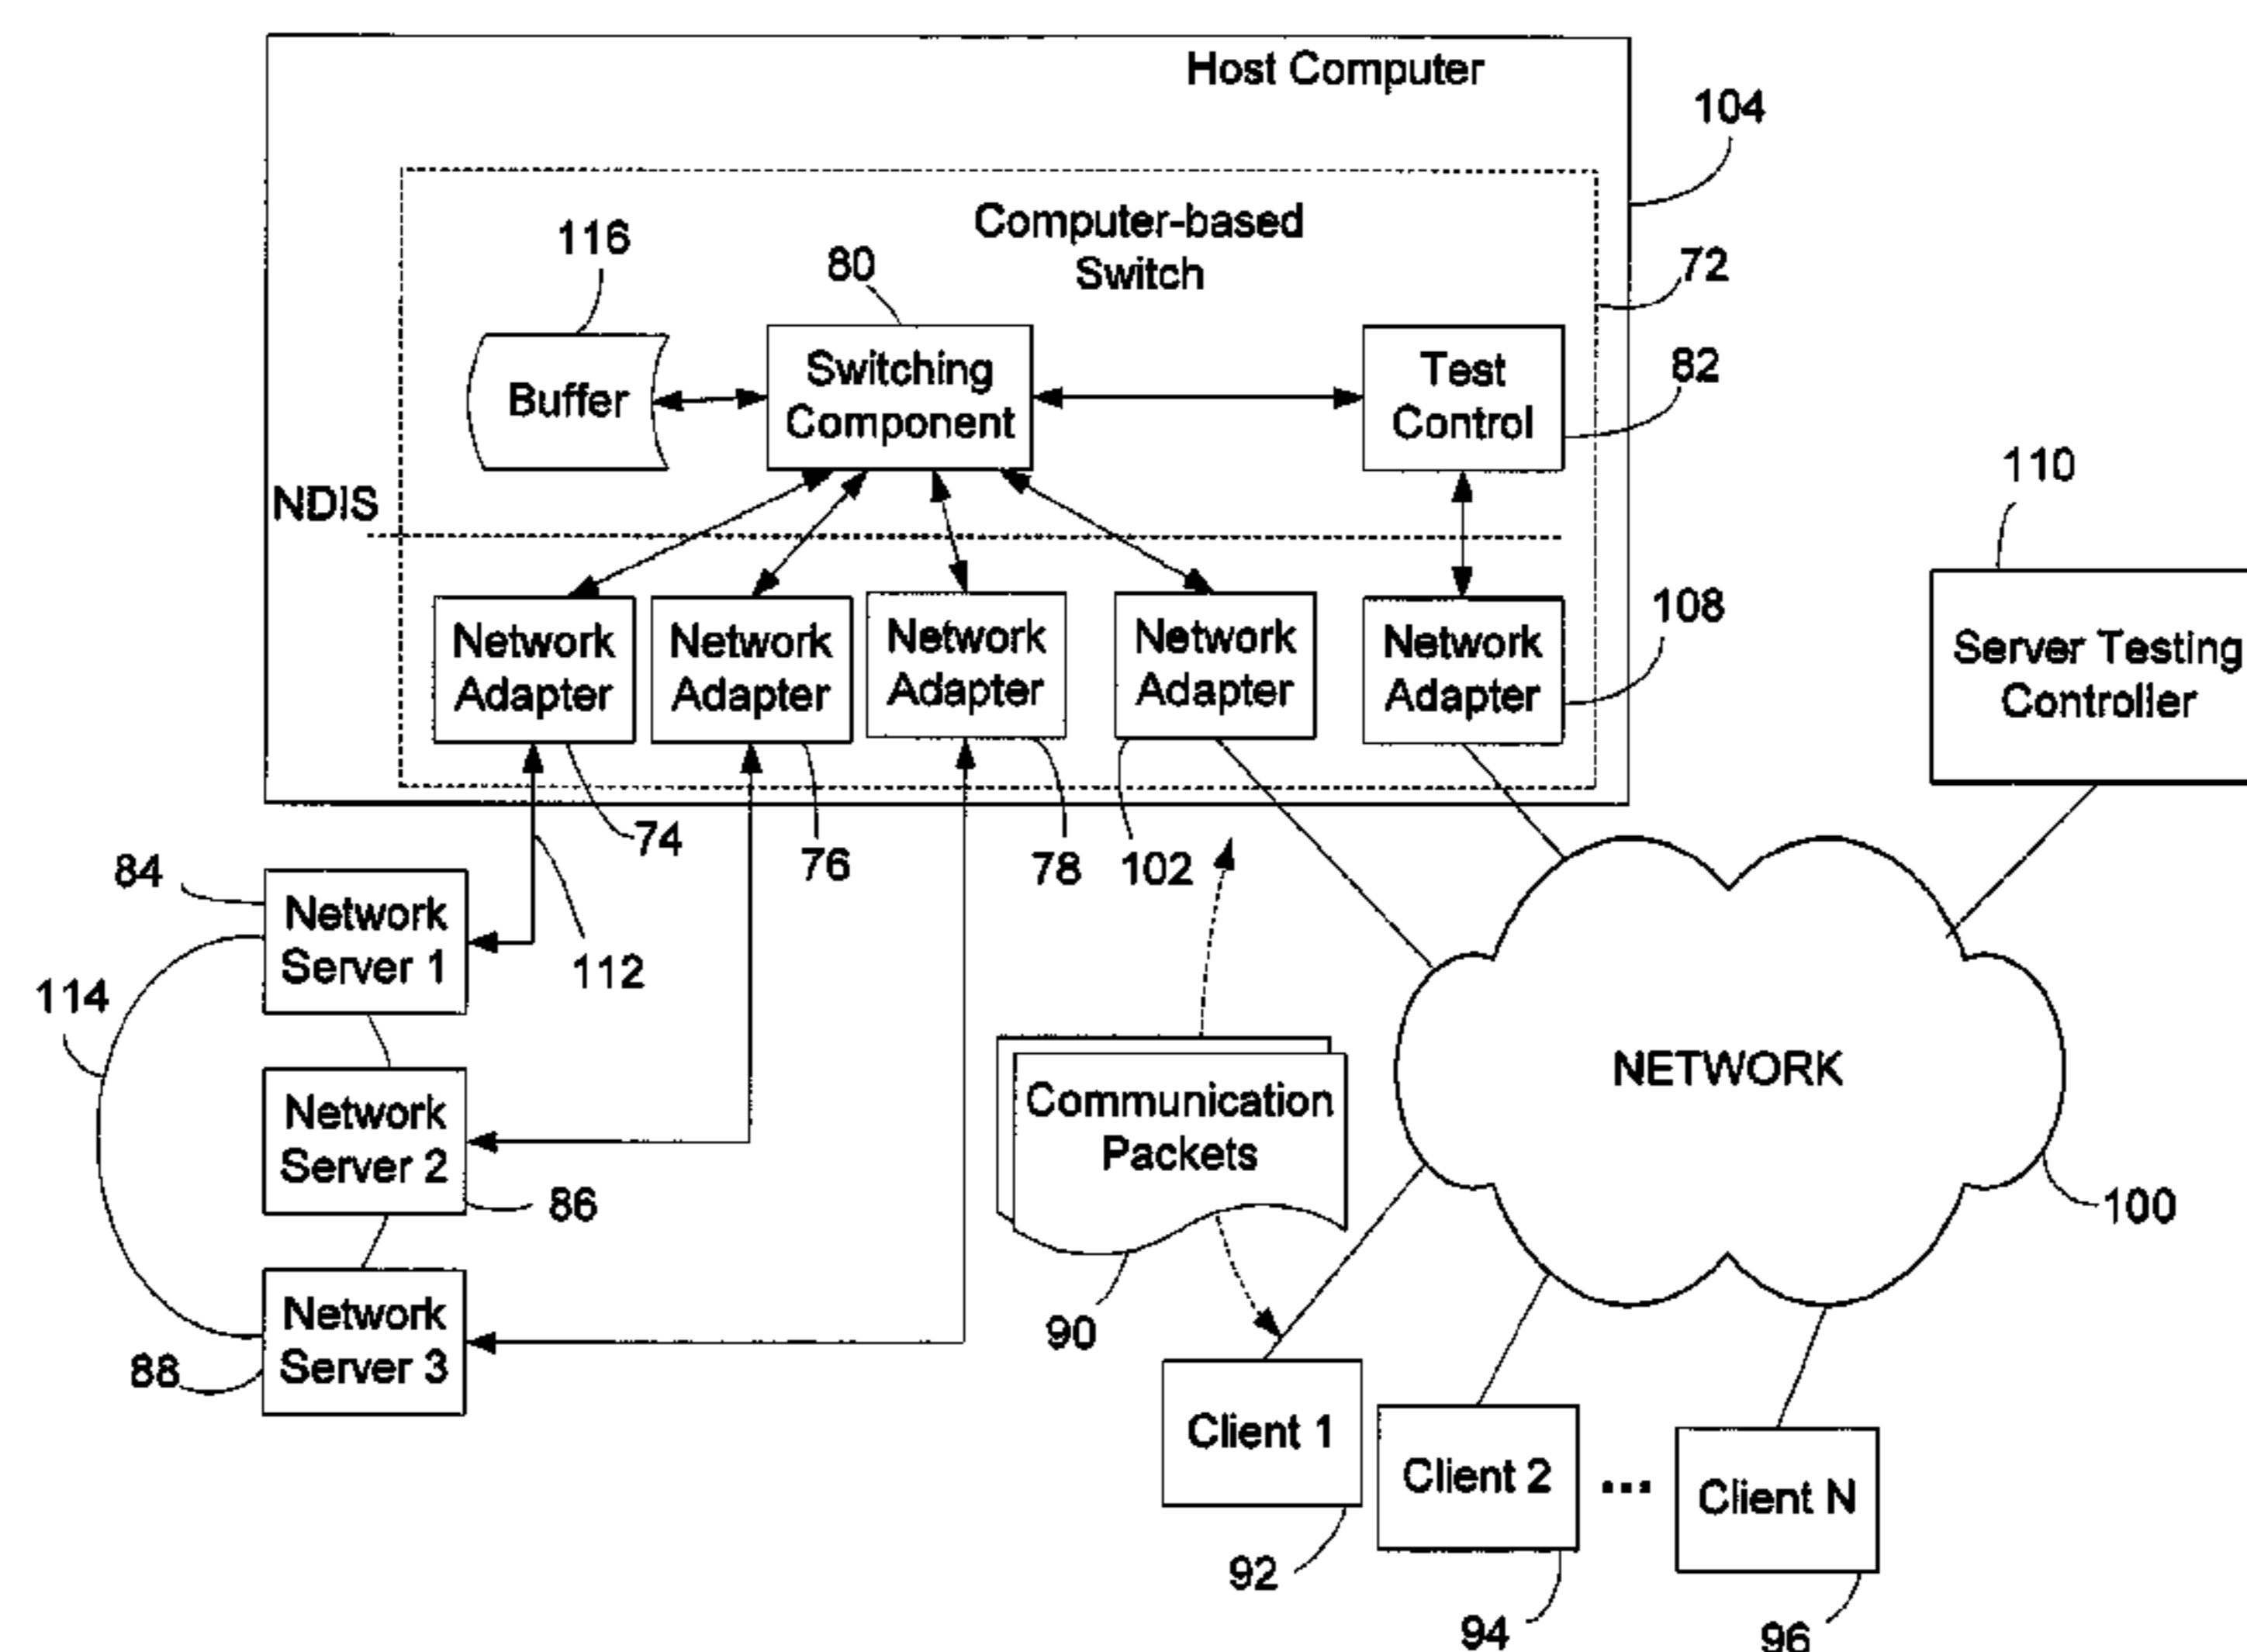 Host Computer
104
Computer-based
Switch
116
80
72
Buffer
Switching
Component
Test
Control
82
NDIS
110
Network
Adapter
Network
Adapter
Network
Adapter
Network
Adapter
Network
Adapter
108
Server Testing
Controller
74
76
78
102
84
Network
Server 1
112
114
NETWORK
Communication
Packets
Network
Server 2
86
100
Network
Server 3
88
90
Client 1
Client 2
...
Client N
92
94
96